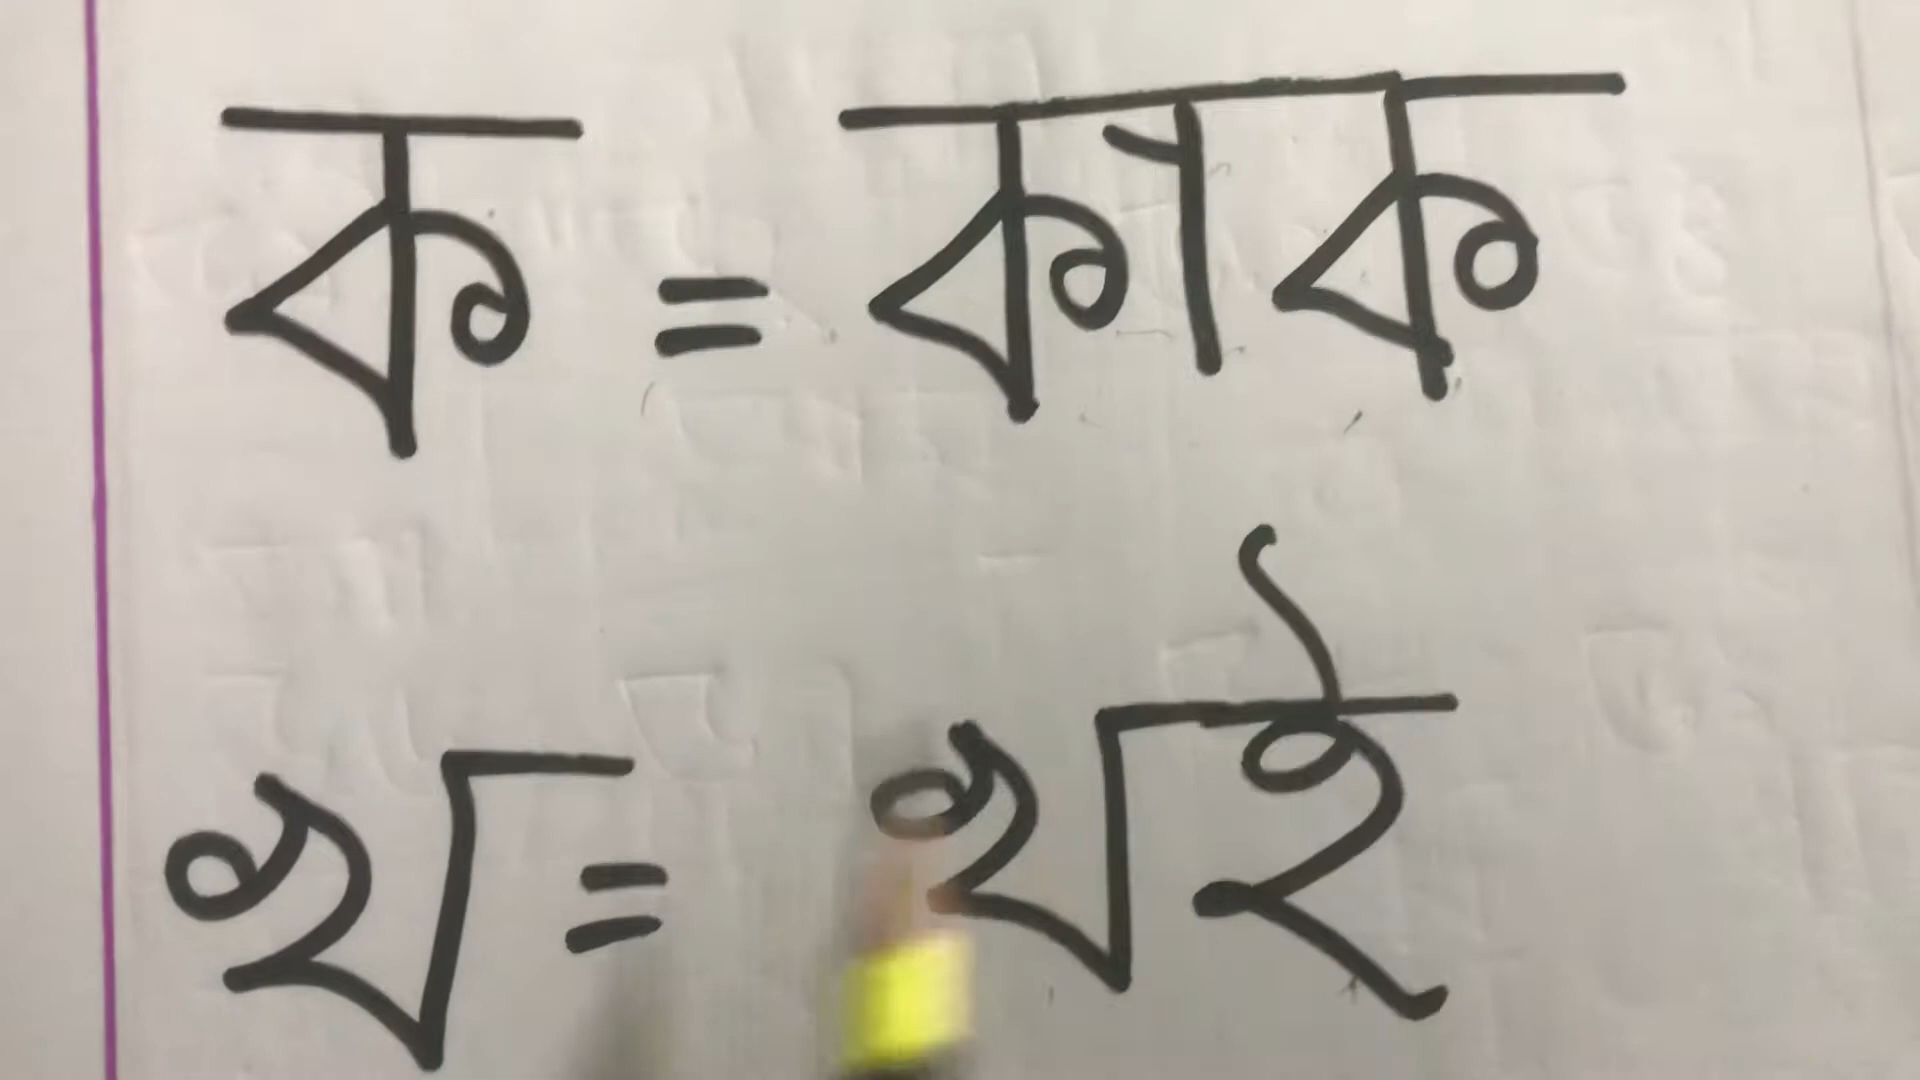 ক = কাক
খ = খই